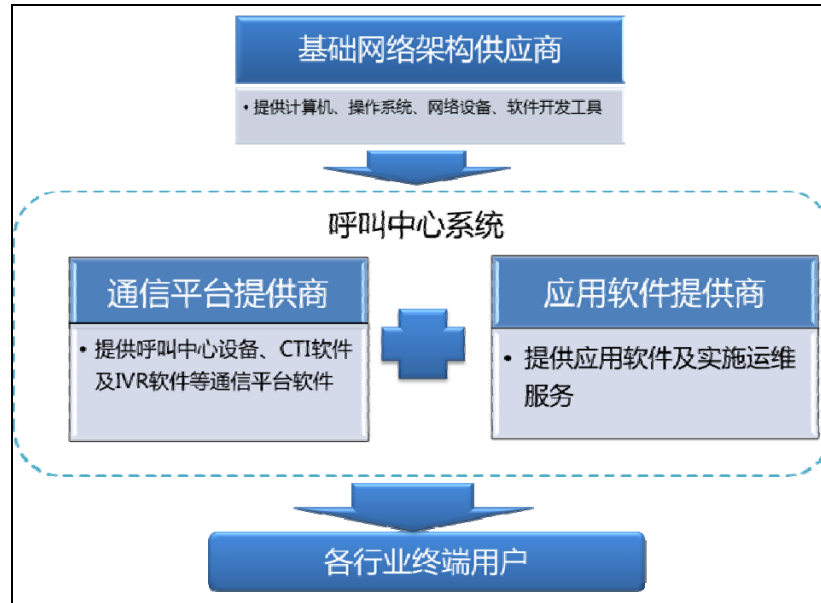 基础网络架构供应商
• 提供计算机、操作系统、网络设备、软件开发工具
呼叫中心系统
通信平台提供商
• 提供呼叫中心设备、CTI软件
及IVR软件等通信平台软件
应用软件提供商
• 提供应用软件及实施运维
服务
各行业终端用户